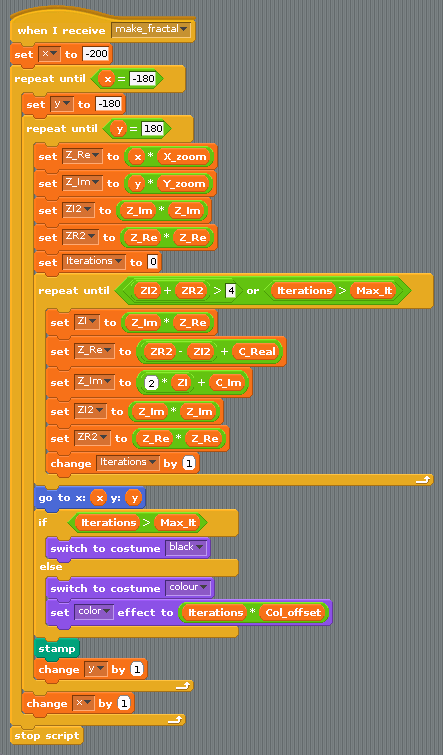 when I receive make_fractal
set x to -200
repeat until x = -180
set y to -180
repeat until y = 180
set Z_Re to x * X_zoom
set Z_Im to y * Y_zoom
set ZI2 to Z_Im * Z_Im
set ZR2 to Z_Re * Z_Re
set Iterations to 0
repeat until ZI2 + ZR2 > 4 or Iterations > Max_It
set ZI to Z_Im * Z_Re
set Z_Re to ZR2 - ZI2 + C_Real
set Z_Im to 2 * ZI + C_Im
set ZI2 to Z_Im * Z_Im
set ZR2 to Z_Re * Z_Re
change Iterations by 1
go to x: x y: y
if Iterations > Max_It
switch to costume black
else
switch to costume colour
set color effect to Iterations * Col_offset
stamp
change y by 1
change x by 1
stop script